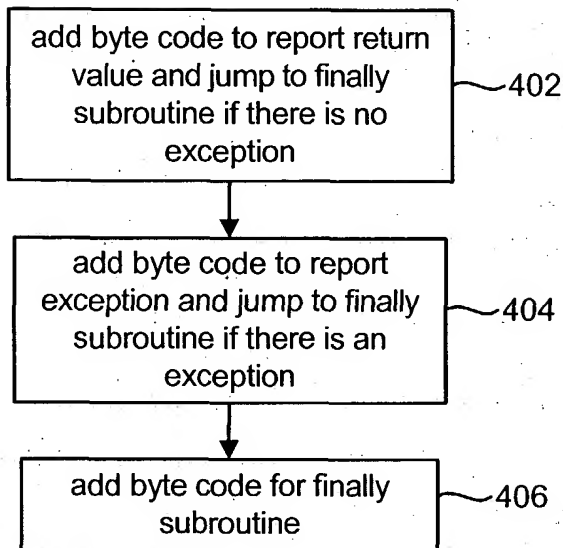 add byte code to report return
value and jump to finally
subroutine if there is no
exception
402
add byte code to report
exception and jump to finally
subroutine if there is an
exception
404
add byte code for finally
subroutine
406